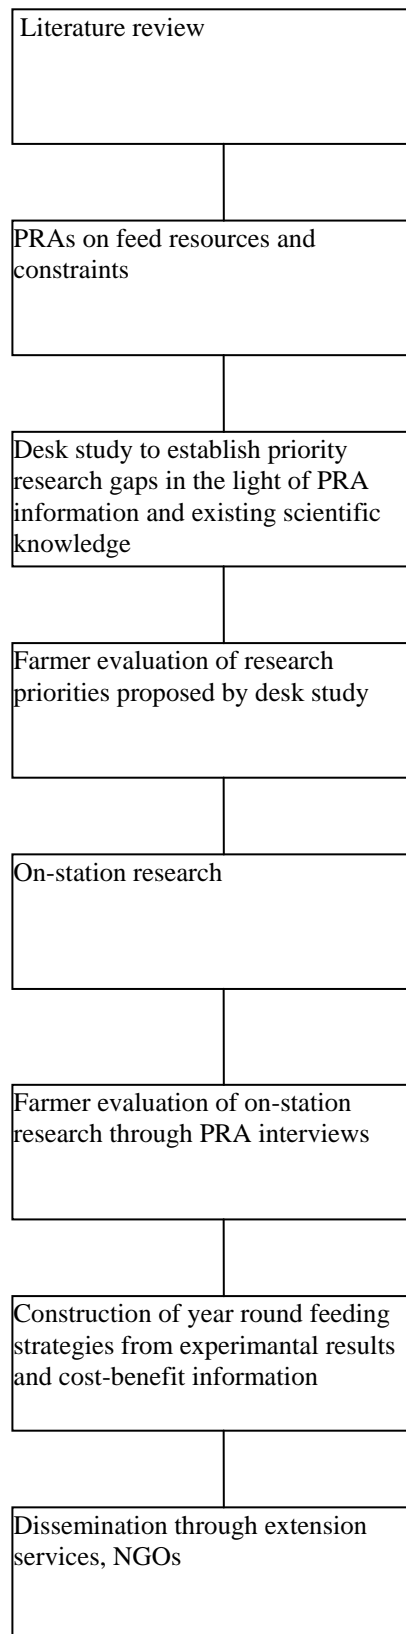 Literature review
PRAs on feed resources and
constraints
Desk study to establish priority
research gaps in the light of PRA
information and existing scientific
knowledge
Farmer evaluation of research
priorities proposed by desk study
On-station research
Farmer evaluation of on-station
research through PRA interviews
Construction of year round feeding
strategies from experimantal results
and cost-benefit information
Dissemination through extension
services, NGOs